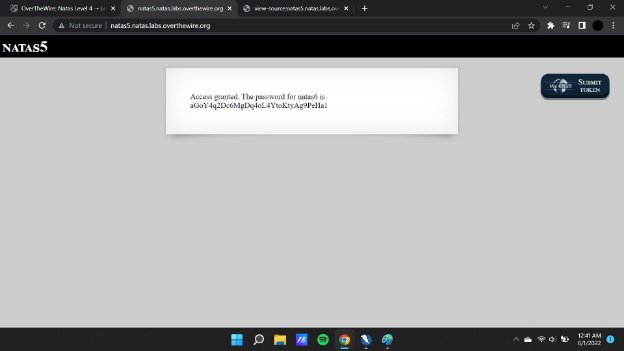 OverTheWire: Natas Level 4 → Le
natas5.natas.labs.overthewire.org
view-source:natas5.natas.labs.ov
Not secure | natas5.natas.labs.overthewire.org
NATAS5
SUBMIT
TOKEN
Access granted. The password for natas6 is
aGoY4q2Dc6MgDq4oL4YtoKtyAg9PeHa1
12:41 AM
6/1/2022